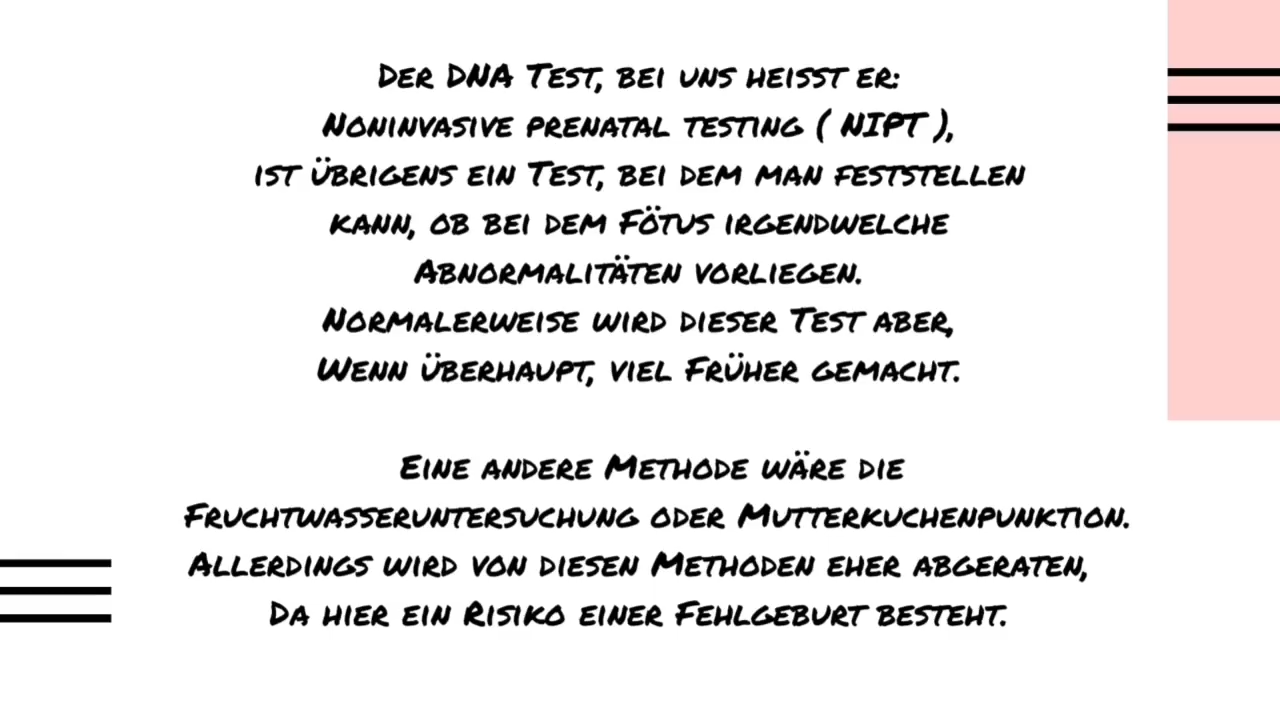 Der DNA Test, bei uns heisst er:
Noninvasive prenatal testing ( NIPT ),
ist übrigens ein Test, bei dem man feststellen
kann, ob bei dem Fötus irgendwelche
Abnormalitäten vorliegen.
Normalerweise wird dieser Test aber,
Wenn überhaupt, viel Früher gemacht.
Eine andere Methode wäre die
Fruchtwasseruntersuchung oder Mutterkuchenpunktion.
Allerdings wird von diesen Methoden eher abgeraten,
Da hier ein Risiko einer Fehlgeburt besteht.